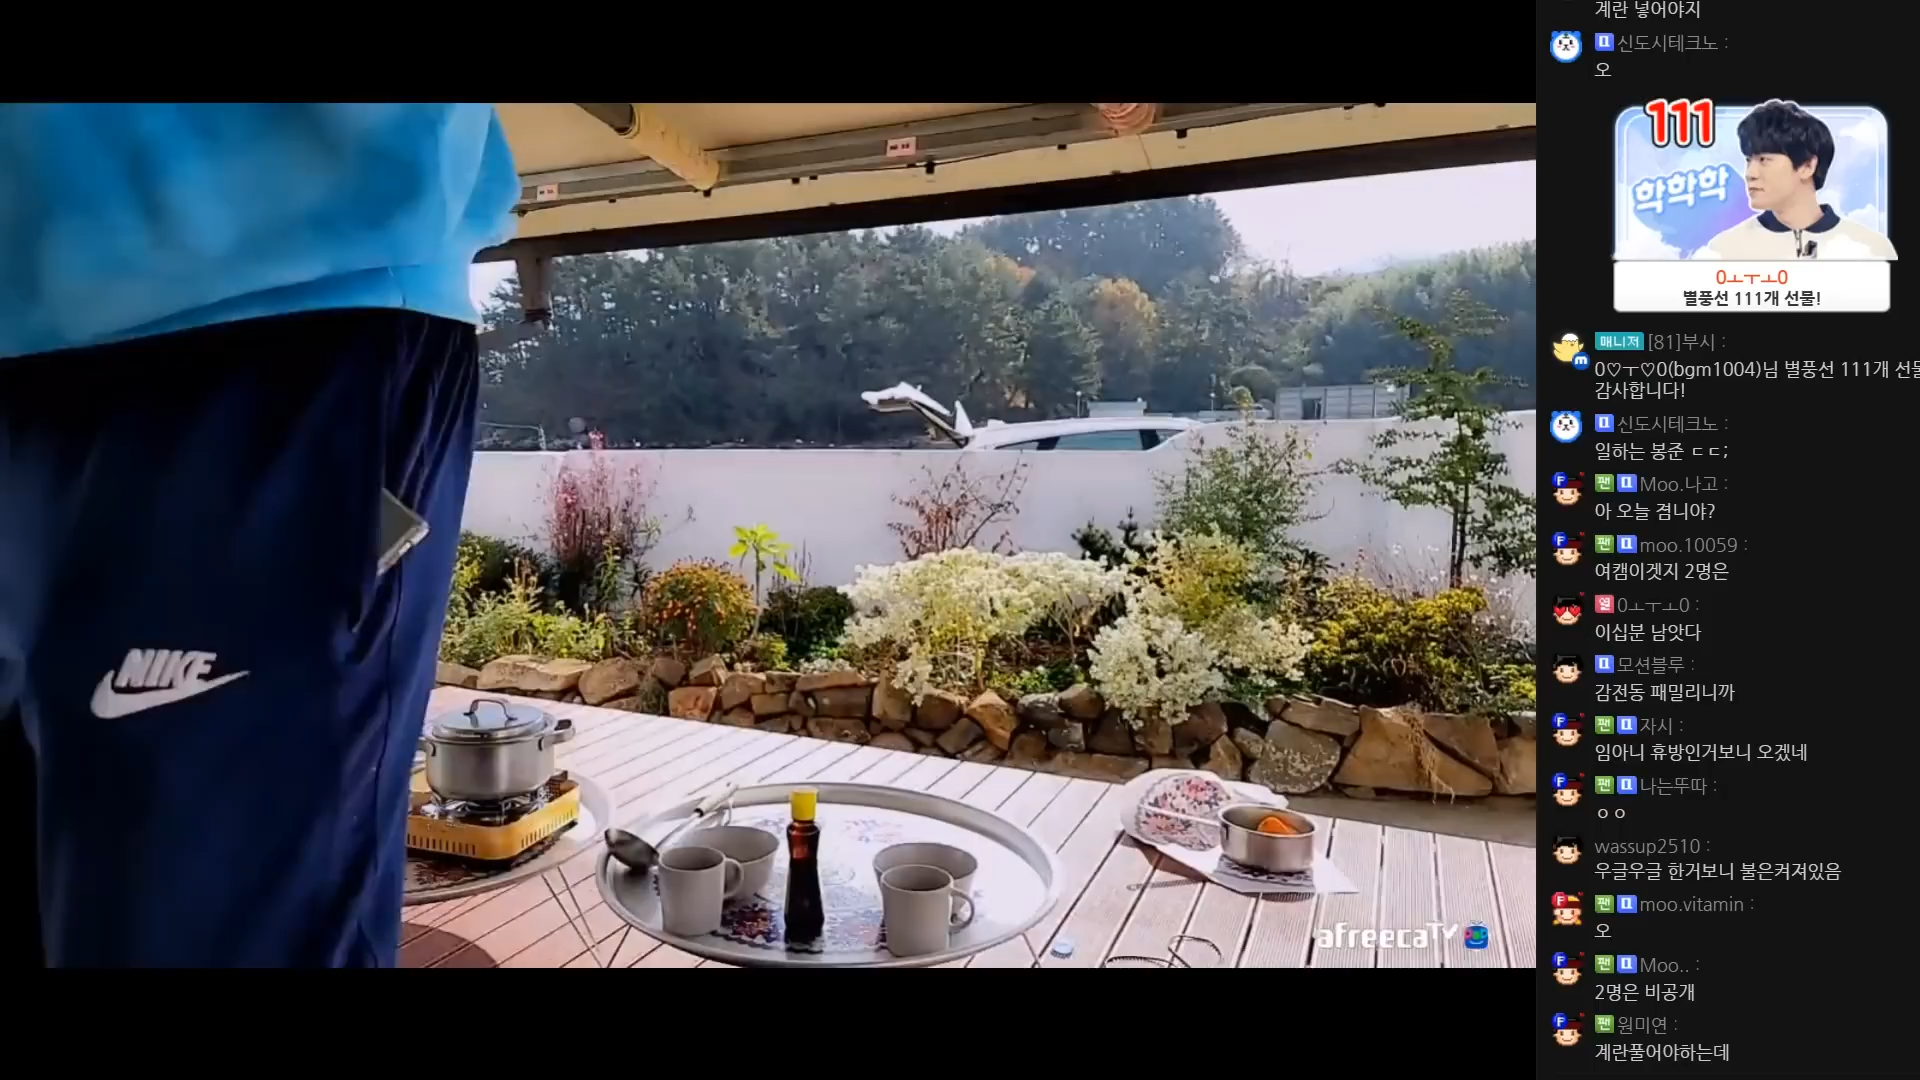 계란 넣어야지
신도시테크노 :
오
111
학학학
0ㅗㅜㅗ0
별풍선 111개 선물!
매니저 [81]부시 :
0♡ㅜ♡0(bgm1004)님 별풍선 111개 선물
감사합니다!
신도시테크노 :
일하는 봉준 ㄷㄷ;
팬 Moo.나고 :
아 오늘 겸니야?
팬 moo.10059 :
여캠이겟지 2명은
열 0ㅗㅜㅗ0 :
이십분 남앗다
모션블루 :
감전동 패밀리니까
팬 자시 :
임아니 휴방인거보니 오겠네
팬 나는뚜따 :
ㅇㅇ
wassup2510 :
우글우글 한거보니 불은켜져있음
팬 moo.vitamin :
오
팬 Moo.. :
2명은 비공개
팬 원미연 :
계란풀어야하는데
NIKE
afreecaTV